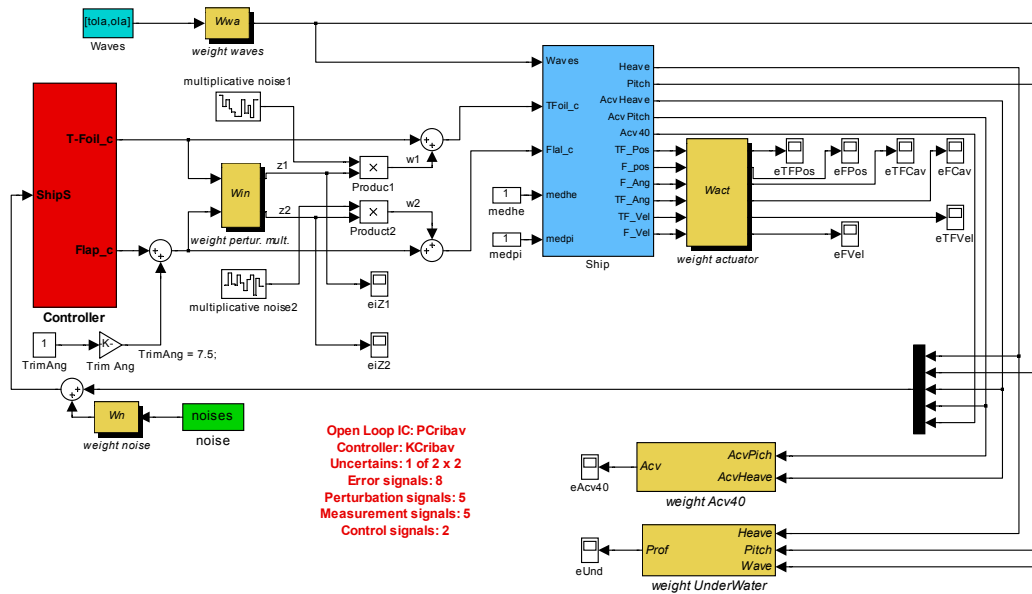 [tola,ola]
Waves
Wwa
weight waves
multiplicative noise1
T-Foil_c
ShipS
Flap_c
Controller
Win
weight pertur. mult.
z1
z2
×
Produc1
w1
×
Product2
w2
multiplicative noise2
eiZ1
eiZ2
1
TrimAng
K-
Trim Ang
TrimAng = 7.5;
Waves
TFoil_c
Flal_c
medhe
medpi
1
medhe
1
medpi
Heave
Pitch
Acv Heave
Acv Pitch
Acv 40
TF_Pos
F_pos
F_Ang
TF_Ang
TF_Vel
F_Vel
Ship
Wact
weight actuator
eTFPos
eFPos
eTFCav
eFCav
eTFVel
eFVel
Wn
weight noise
noises
noise
Open Loop IC: PCribav
Controller: KCribav
Uncertains: 1 of 2 x 2
Error signals: 8
Perturbation signals: 5
Measurement signals: 5
Control signals: 2
eAcv40
Acv
AcvPich
AcvHeave
weight Acv40
eUnd
Prof
Heave
Pitch
Wave
weight UnderWater